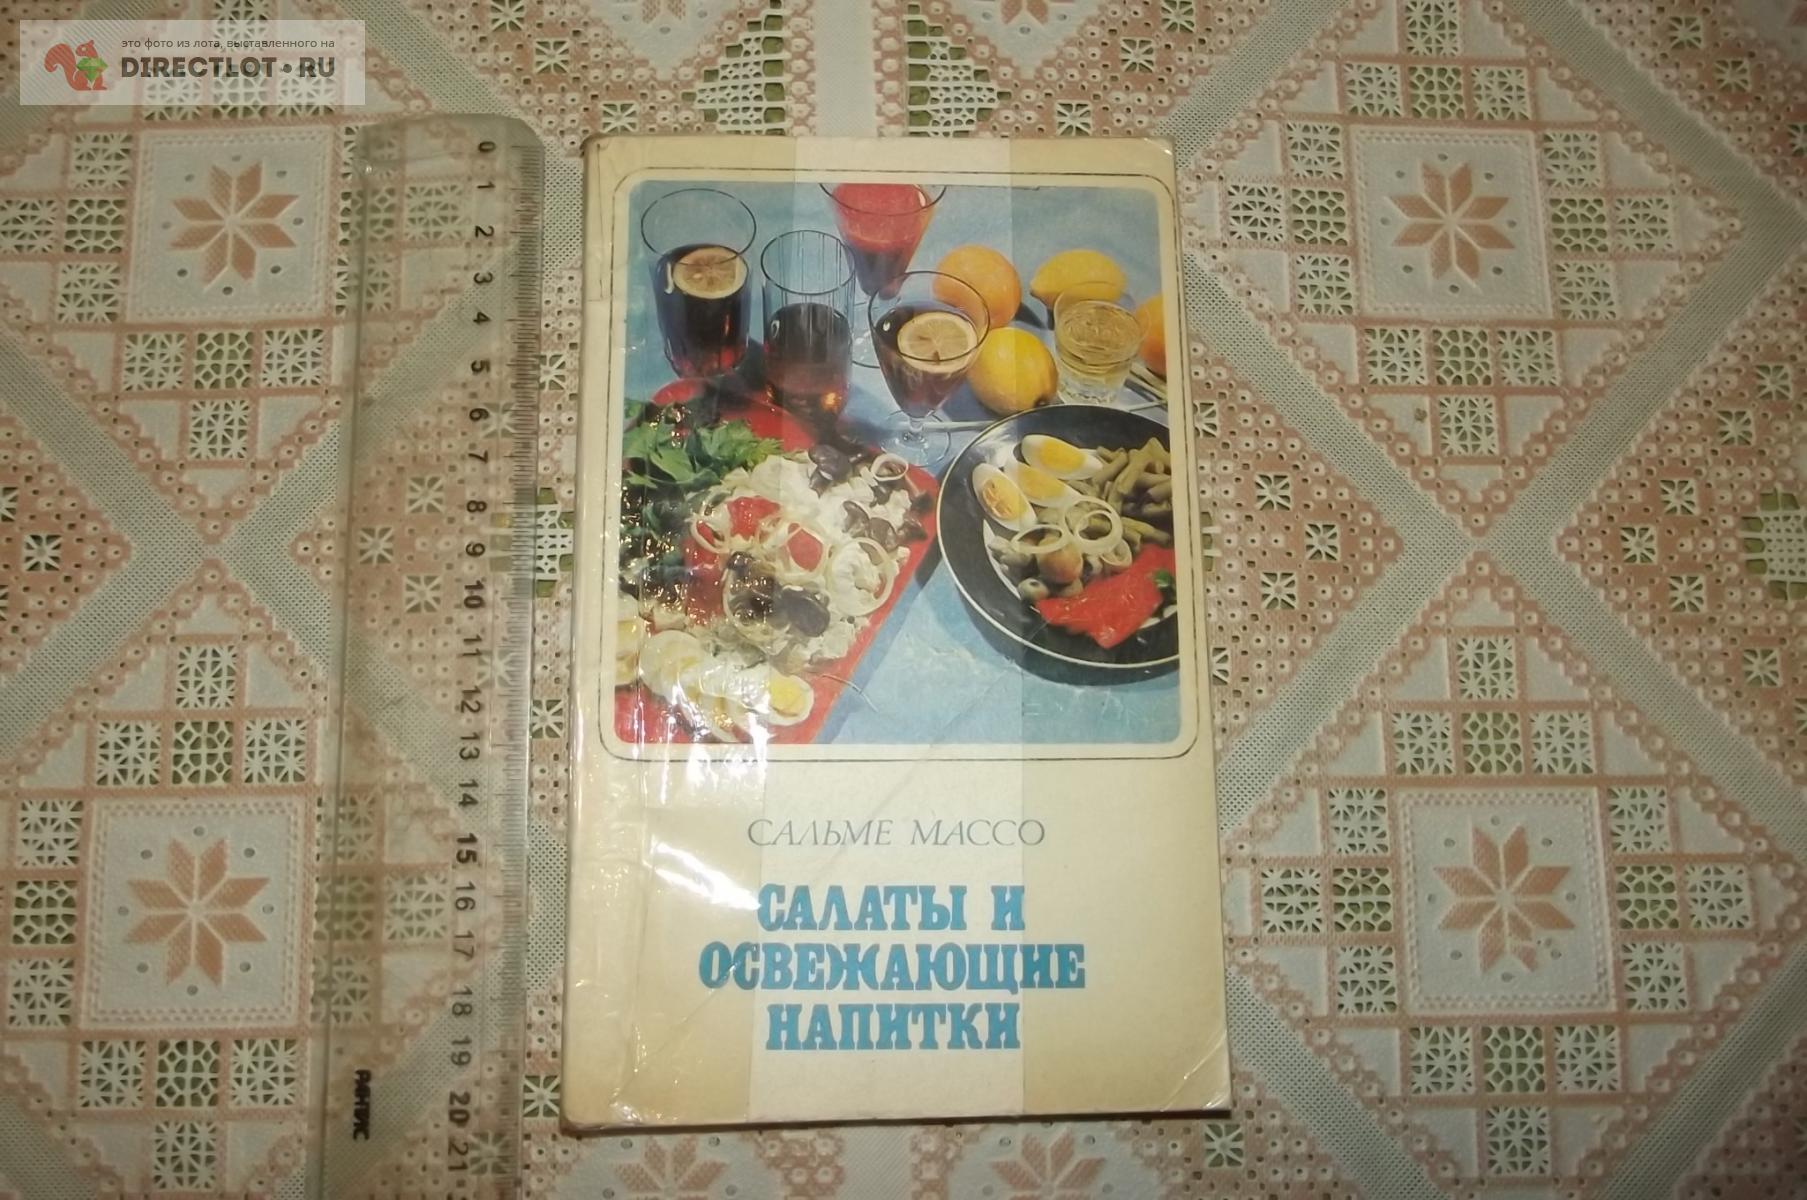 это фото из лота, выставленного на
DIRECTLOT.RU
0 1 2 3 4 5 6 7 8 9 10 11 12 13 14 15 16 17 18 19 20 21
САЛЬМЕ МАССО
САЛАТЫ И
ОСВЕЖАЮЩИЕ
НАПИТКИ